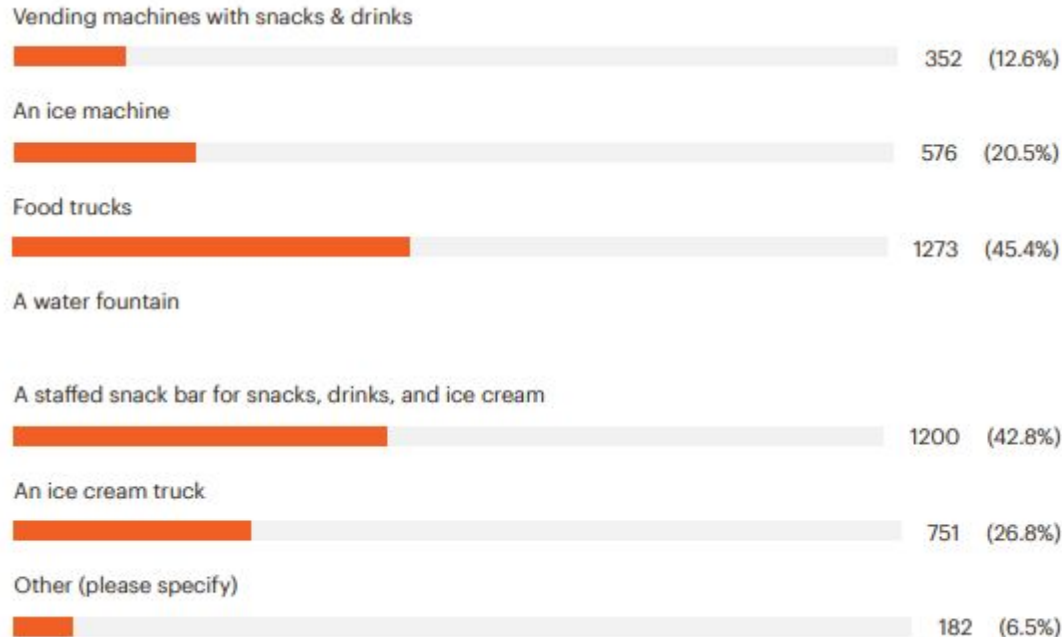 Vending machines with snacks & drinks
352 (12.6%)
An ice machine
576 (20.5%)
Food trucks
1273 (45.4%)
A water fountain
A staffed snack bar for snacks, drinks, and ice cream
1200 (42.8%)
An ice cream truck
751 (26.8%)
Other (please specify)
182 (6.5%)